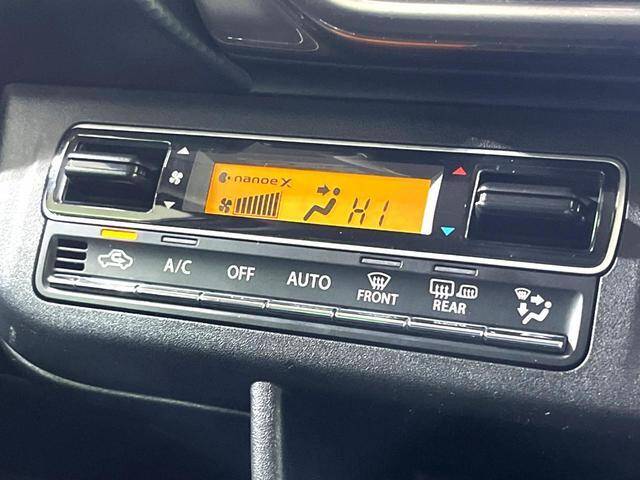 nanoe X
HI
A/C
OFF
AUTO
FRONT
REAR